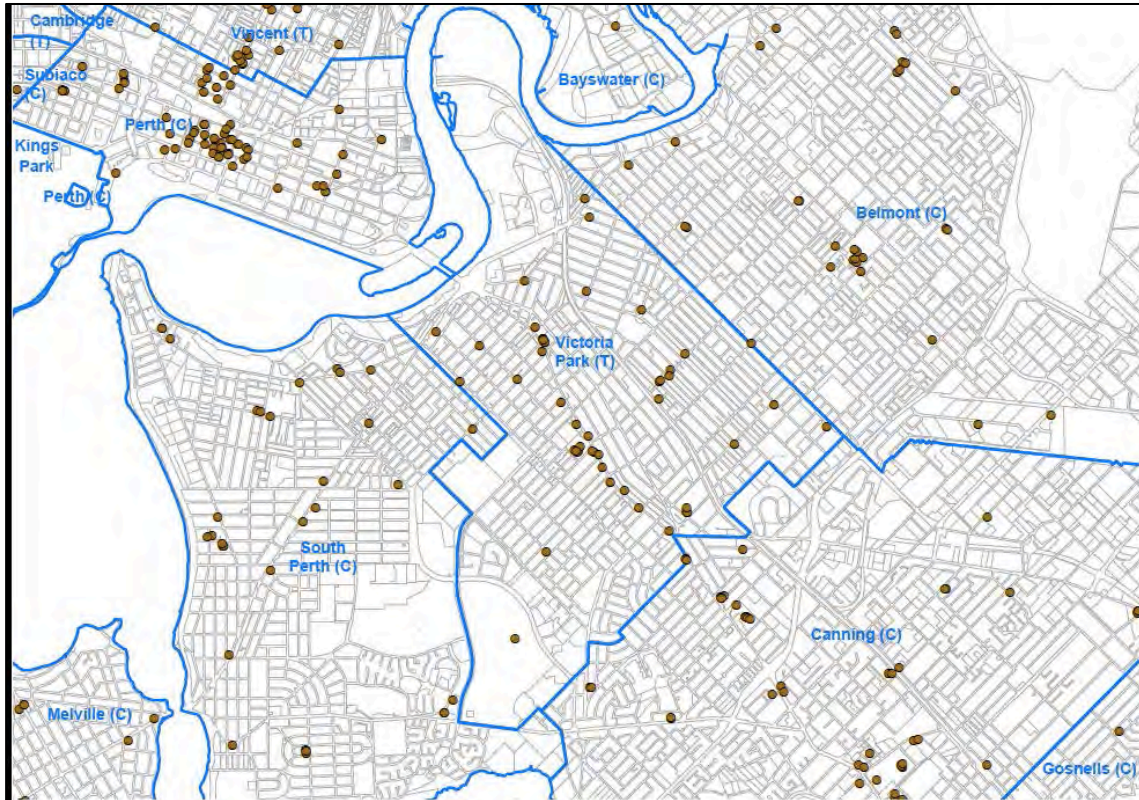 Cambridge
(T)
Vincent (T)
Subiaco
(C)
Bayswater (C)
Perth (C)
Kings
Park
Perth (C)
Belmont (C)
Victoria
Park (T)
South
Perth (C)
Canning (C)
Melville (C)
Gosnells (C)